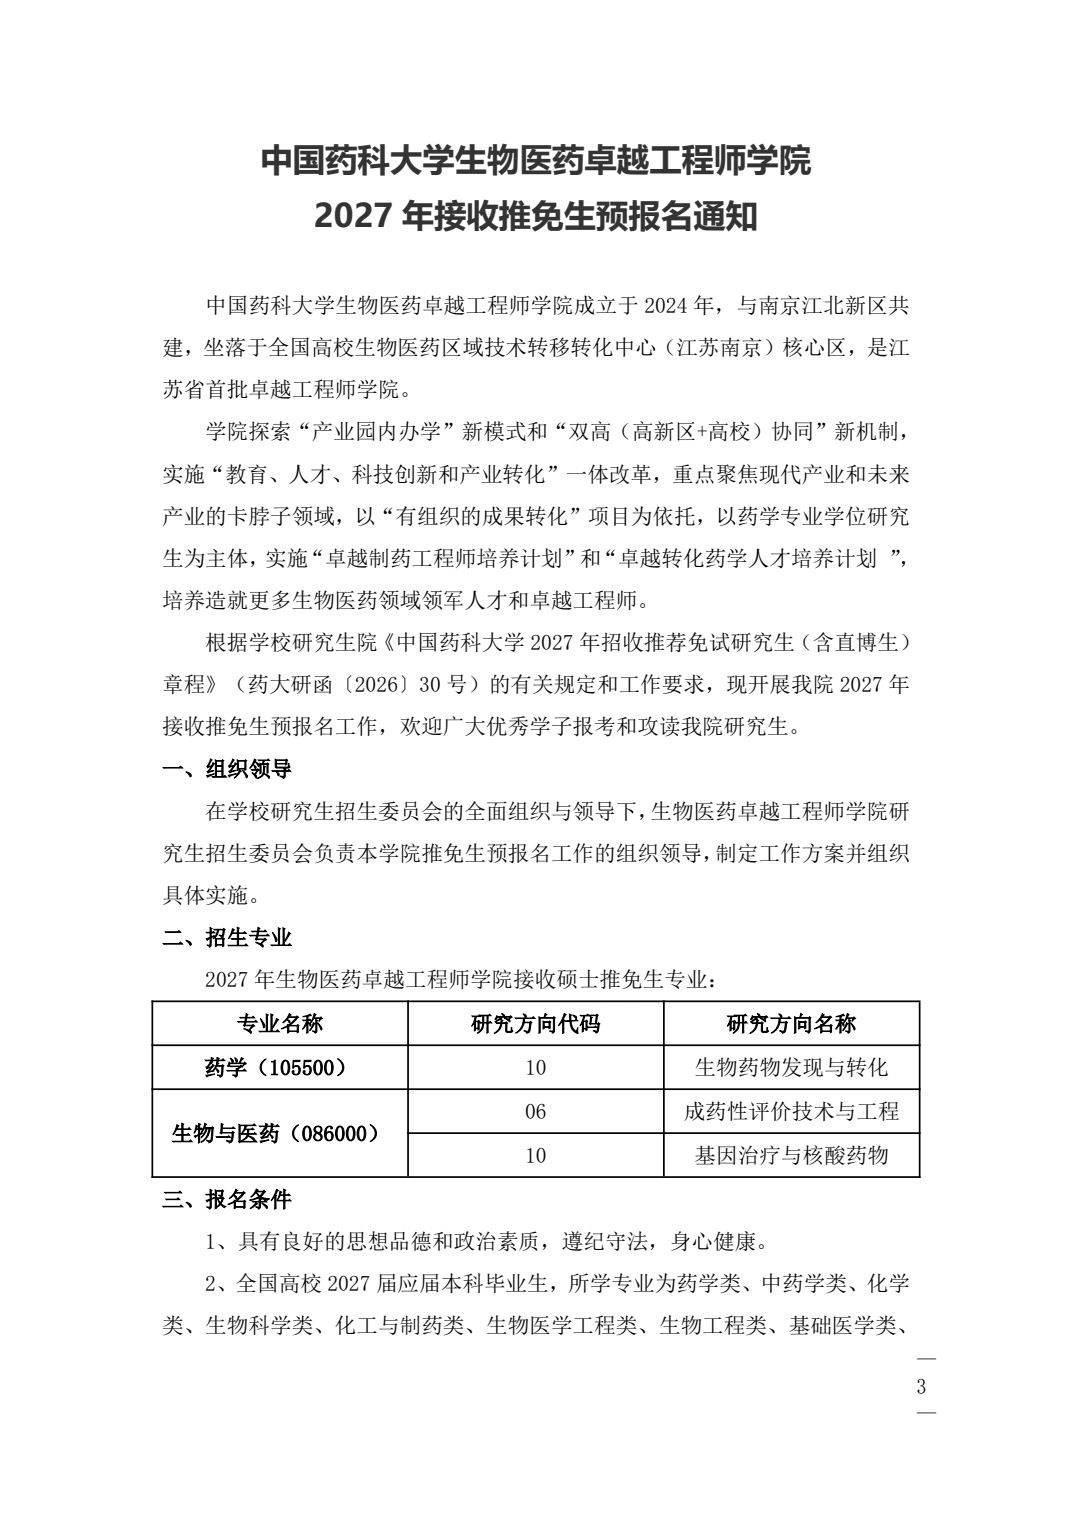 中国药科大学生物医药卓越工程师学院
2027 年接收推免生预报名通知
中国药科大学生物医药卓越工程师学院成立于 2024 年，与南京江北新区共
建，坐落于全国高校生物医药区域技术转移转化中心（江苏南京）核心区，是江
苏省首批卓越工程师学院。
学院探索“产业园内办学”新模式和“双高（高新区+高校）协同”新机制，
实施“教育、人才、科技创新和产业转化”一体改革，重点聚焦现代产业和未来
产业的卡脖子领域，以“有组织的成果转化”项目为依托，以药学专业学位研究
生为主体，实施“卓越制药工程师培养计划”和“卓越转化药学人才培养计划 ”，
培养造就更多生物医药领域领军人才和卓越工程师。
根据学校研究生院《中国药科大学 2027 年招收推荐免试研究生（含直博生）
章程》（药大研函〔2026〕30 号）的有关规定和工作要求，现开展我院 2027 年
接收推免生预报名工作，欢迎广大优秀学子报考和攻读我院研究生。
一、组织领导
在学校研究生招生委员会的全面组织与领导下，生物医药卓越工程师学院研
究生招生委员会负责本学院推免生预报名工作的组织领导，制定工作方案并组织
具体实施。
二、招生专业
2027 年生物医药卓越工程师学院接收硕士推免生专业：
专业名称 研究方向代码 研究方向名称
药学（105500） 10 生物药物发现与转化
生物与医药（086000） 06 成药性评价技术与工程
10 基因治疗与核酸药物
三、报名条件
1、具有良好的思想品德和政治素质，遵纪守法，身心健康。
2、全国高校 2027 届应届本科毕业生，所学专业为药学类、中药学类、化学
类、生物科学类、化工与制药类、生物医学工程类、生物工程类、基础医学类、
—
3
—